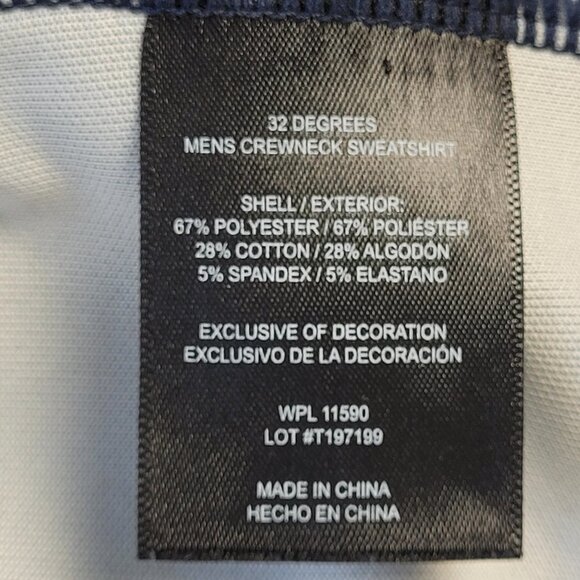 32 DEGREES
MENS CREWNECK SWEATSHIRT
SHELL / EXTERIOR:
67% POLYESTER / 67% POLIÉSTER
28% COTTON / 28% ALGODÓN
5% SPANDEX / 5% ELASTANO
EXCLUSIVE OF DECORATION
EXCLUSIVO DE LA DECORACIÓN
WPL 11590
LOT #T197199
MADE IN CHINA
HECHO EN CHINA